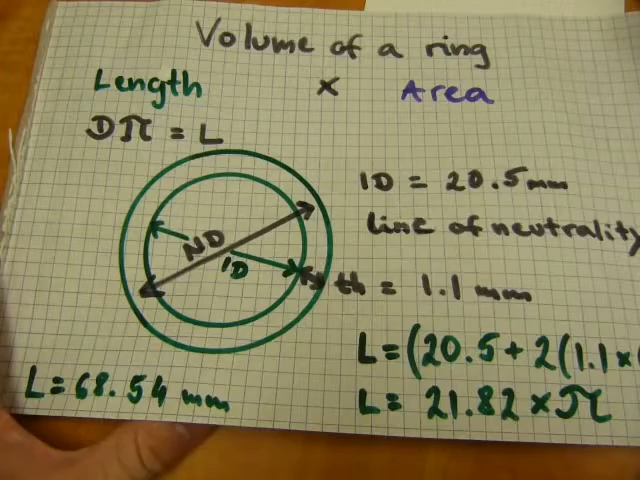 Volume of a ring
Length × Area
Dπ = L
ID = 20.5mm
line of neutrality
ND
ID
th = 1.1 mm
L=(20.5+2(1.1×
L=68.54 mm
L= 21.82 ×π